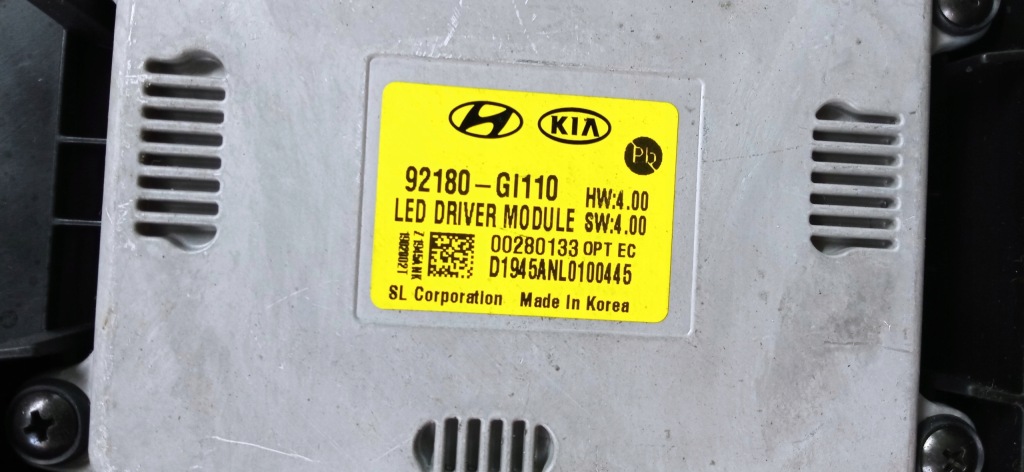 KIA
Pb
92180-GI110
HW:4.00
LED DRIVER MODULE SW:4.00
00280133 OPT EC
D1945ANL0100445
SL Corporation Made In Korea